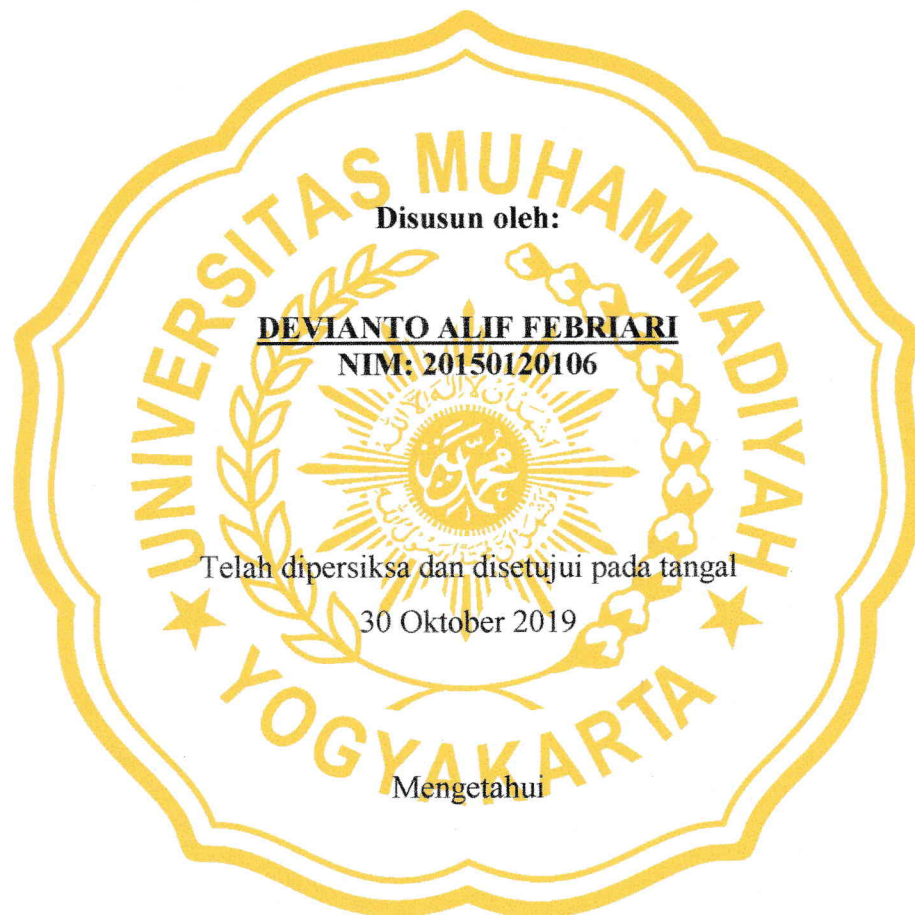 UNIVERSITAS MUHAMMADIYAH
Disusun oleh:
DEVIANTO ALIF FEBRIARI
NIM: 20150120106
Telah dipersiksa dan disetujui pada tangal
30 Oktober 2019
YOGYAKARTA
Mengetahui